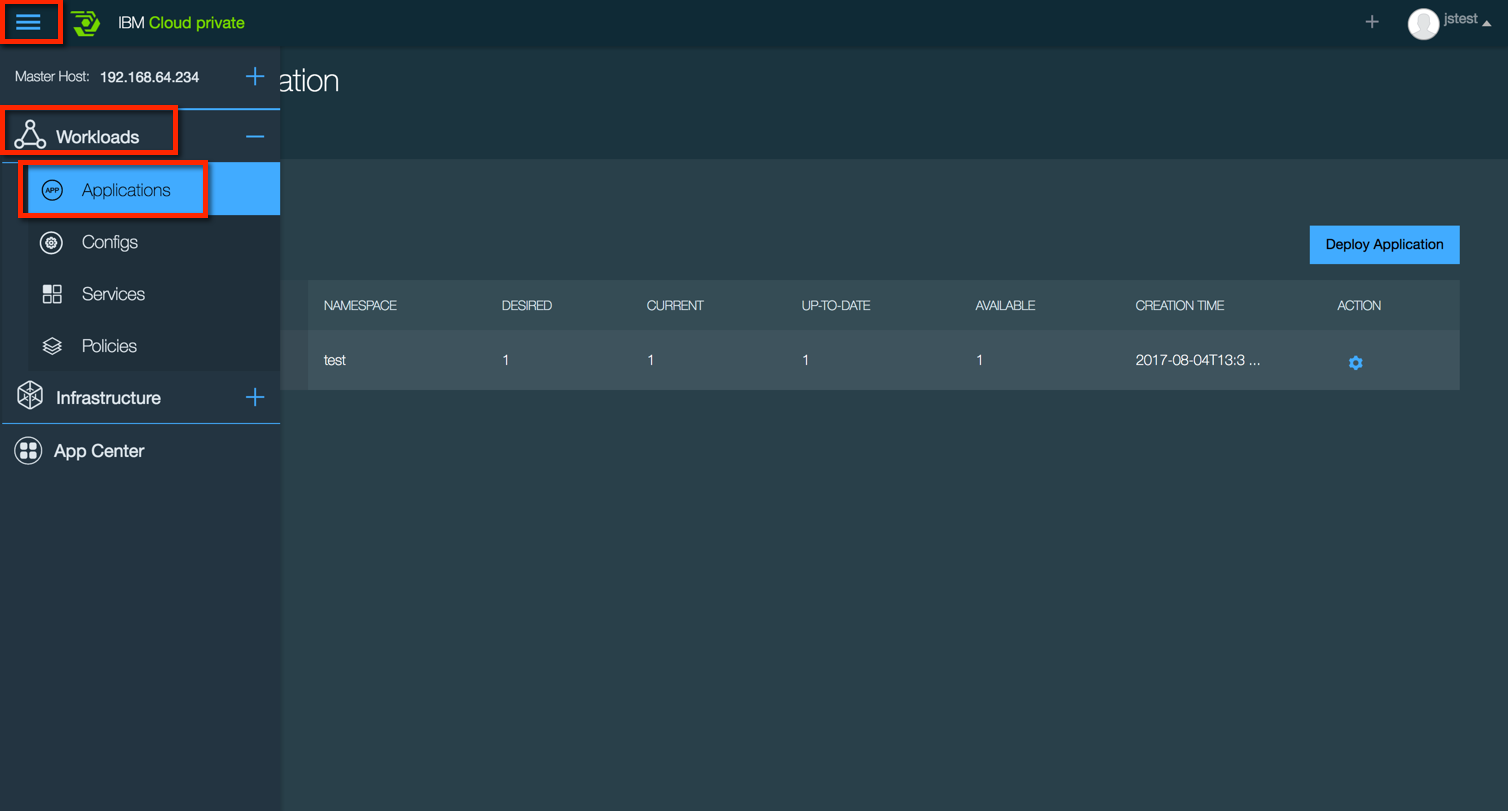 IBM Cloud private
jstest
Master Host: 192.168.64.234
ation
Workloads
APP Applications
Configs
Services
Policies
Infrastructure
App Center
Deploy Application
NAMESPACE DESIRED CURRENT UP-TO-DATE AVAILABLE CREATION TIME ACTION
test 1 1 1 1 2017-08-04T13:3 ...